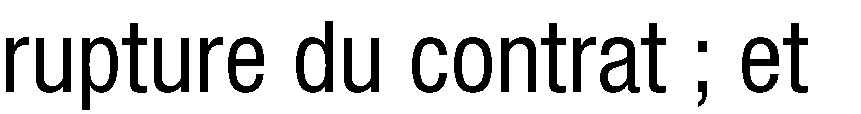 rupture du contrat ; et